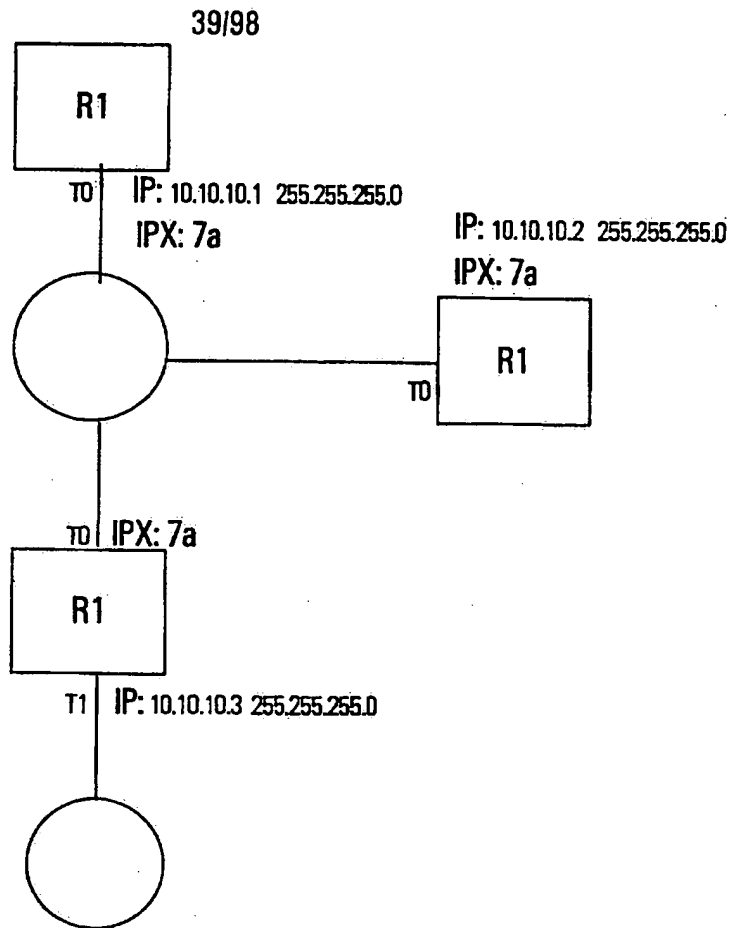 39/98
R1
T0 IP: 10.10.10.1 255.255.255.0
IPX: 7a
IP: 10.10.10.2 255.255.255.0
IPX: 7a
R1
T0
T0 IPX: 7a
R1
T1 IP: 10.10.10.3 255.255.255.0